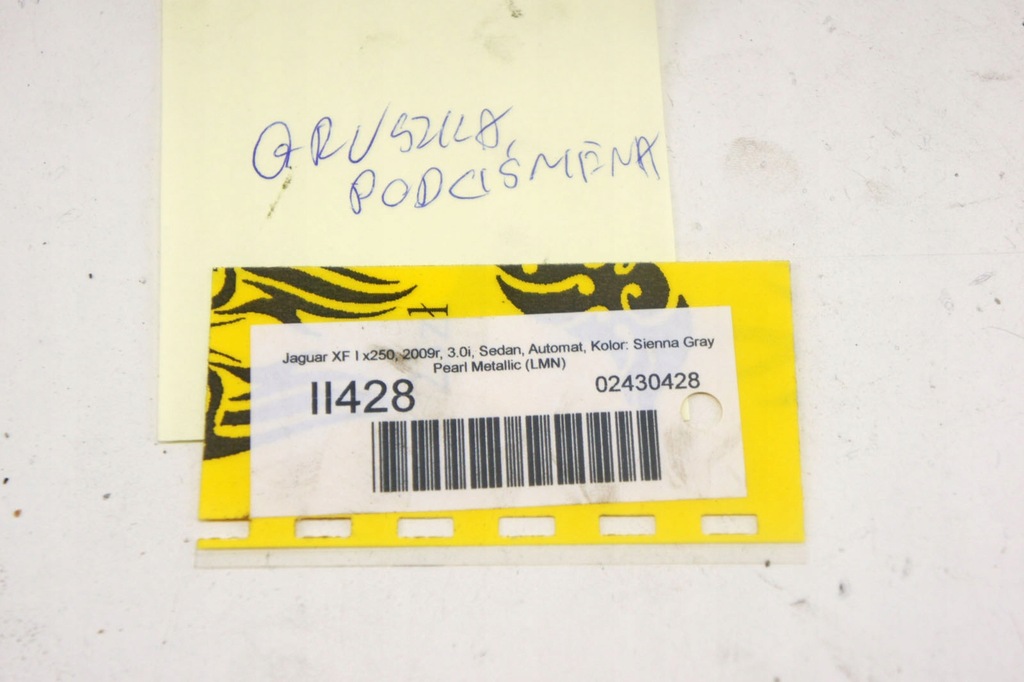 GRUSZKA,
PODCIŚNIENIA
Jaguar XF I x250, 2009r, 3.0i, Sedan, Automat, Kolor: Sienna Gray
Pearl Metallic (LMN)
II428
02430428